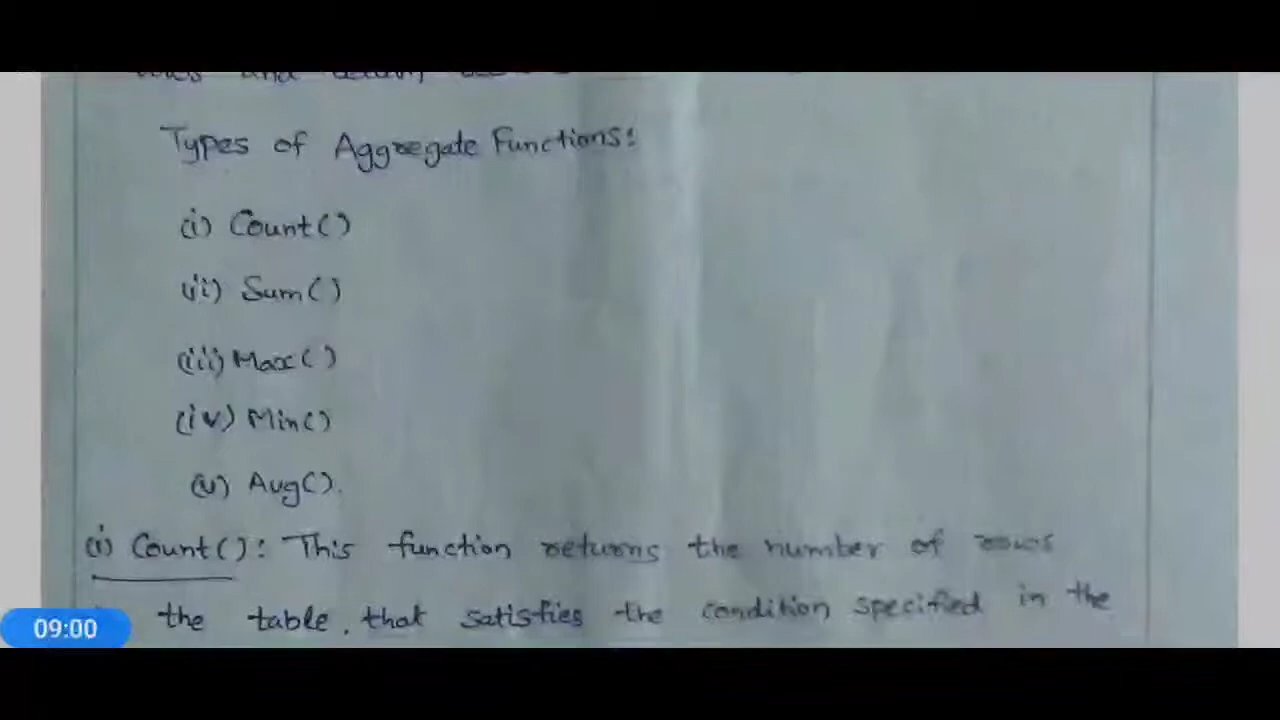 Types of Aggregate Functions:
(i) Count()
(ii) Sum()
(iii) Max()
(iv) Min()
(v) Avg().
(i) Count(): This function returns the number of rows
the table. that satisfies the condition specified in the
09:00